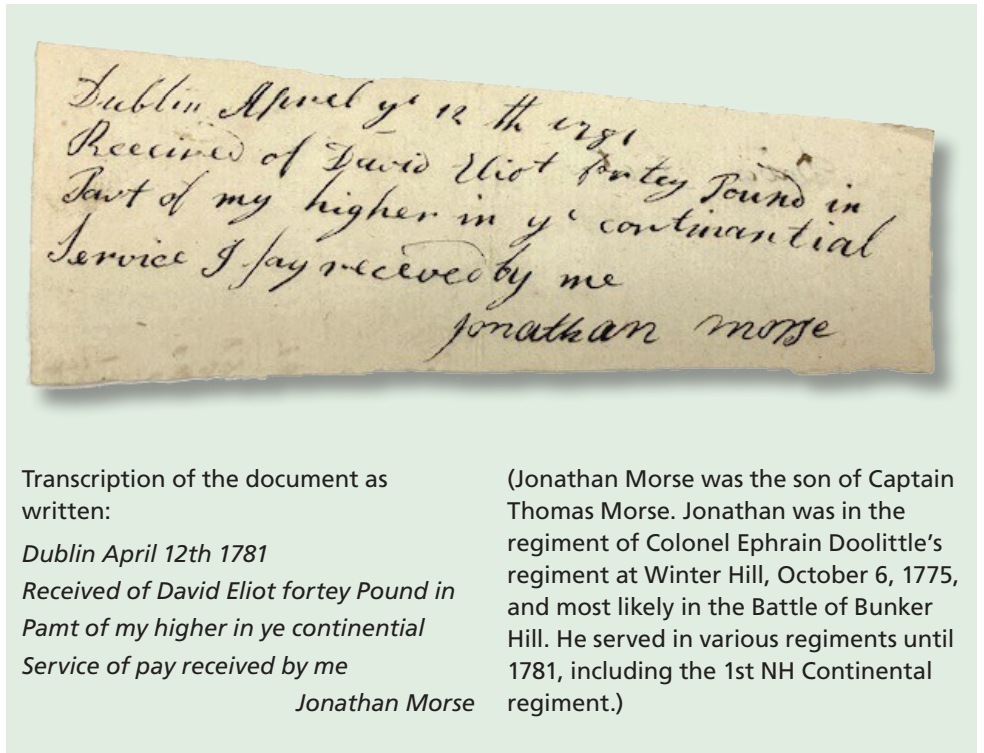 Dublin Aprel ye 12 th 1781
Received of David Eliot fortey Pound in
Part of my higher in ye continantial
Service I say received by me
Jonathan Morse
Transcription of the document as
written:
Dublin April 12th 1781
Received of David Eliot fortey Pound in
Pamt of my higher in ye continential
Service of pay received by me
Jonathan Morse
(Jonathan Morse was the son of Captain
Thomas Morse. Jonathan was in the
regiment of Colonel Ephrain Doolittle’s
regiment at Winter Hill, October 6, 1775,
and most likely in the Battle of Bunker
Hill. He served in various regiments until
1781, including the 1st NH Continental
regiment.)